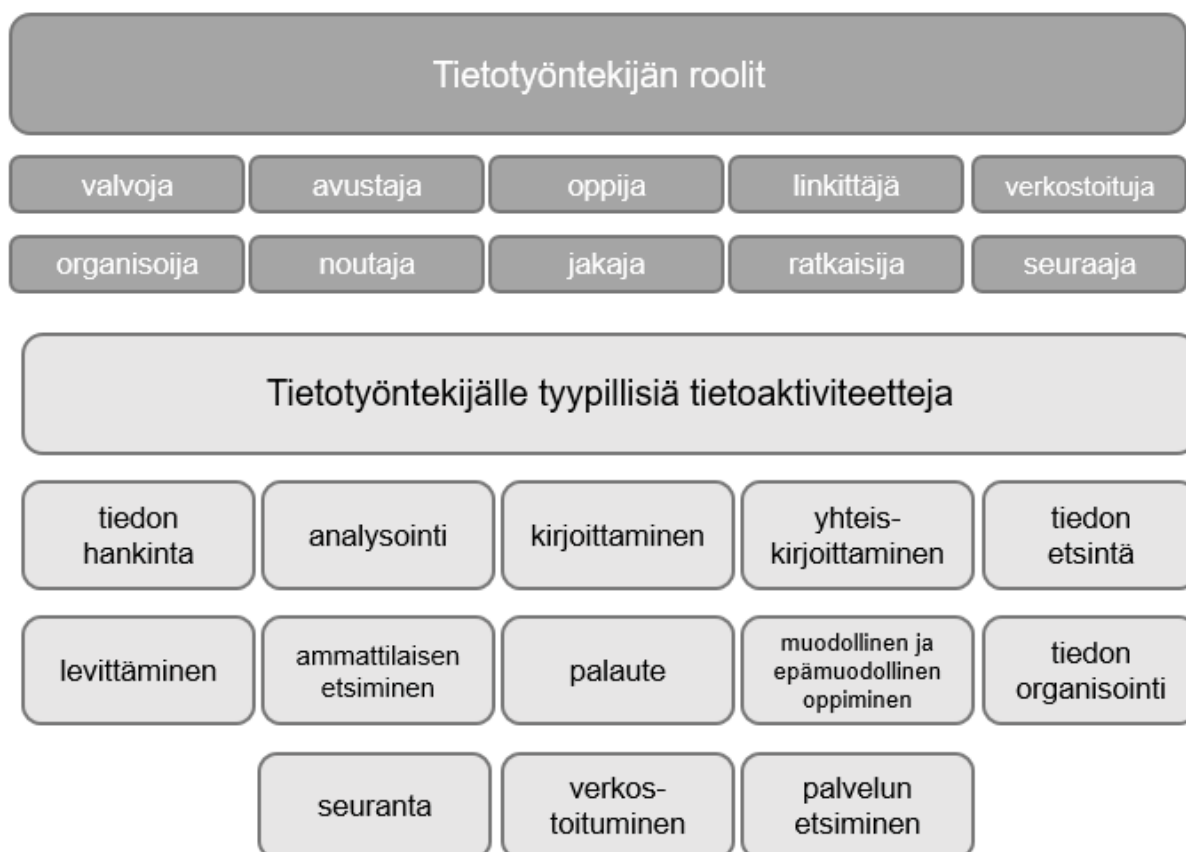 Tietotyöntekijän roolit
valvoja
avustaja
oppija
linkittäjä
verkostoituja
organisoija
noutaja
jakaja
ratkaisija
seuraaja
Tietotyöntekijälle tyypillisiä tietoaktiviteetteja
tiedon
hankinta
analysointi
kirjoittaminen
yhteis-
kirjoittaminen
tiedon
etsintä
levittäminen
ammattilaisen
etsiminen
palaute
muodollinen ja
epämuodollinen
oppiminen
tiedon
organisointi
seuranta
verkos-
toituminen
palvelun
etsiminen